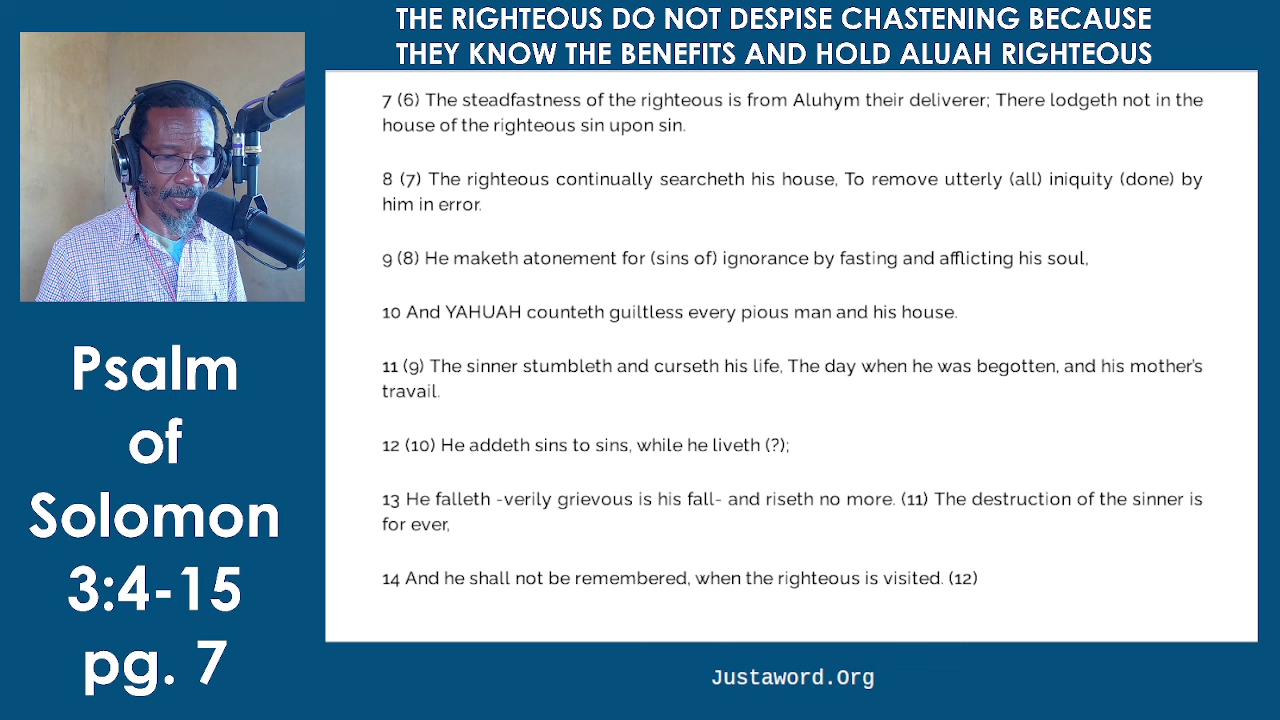 THE RIGHTEOUS DO NOT DESPISE CHASTENING BECAUSE
THEY KNOW THE BENEFITS AND HOLD ALUAH RIGHTEOUS
7 (6) The steadfastness of the righteous is from Aluhym their deliverer; There lodgeth not in the
house of the righteous sin upon sin.
8 (7) The righteous continually searcheth his house, To remove utterly (all) iniquity (done) by
him in error.
9 (8) He maketh atonement for (sins of) ignorance by fasting and afflicting his soul,
10 And YAHUAH counteth guiltless every pious man and his house.
11 (9) The sinner stumbleth and curseth his life, The day when he was begotten, and his mother's
travail.
12 (10) He addeth sins to sins, while he liveth (?);
13 He falleth -verily grievous is his fall- and riseth no more. (11) The destruction of the sinner is
for ever,
14 And he shall not be remembered, when the righteous is visited. (12)
Psalm
of
Solomon
3:4-15
pg. 7
Justaword.Org